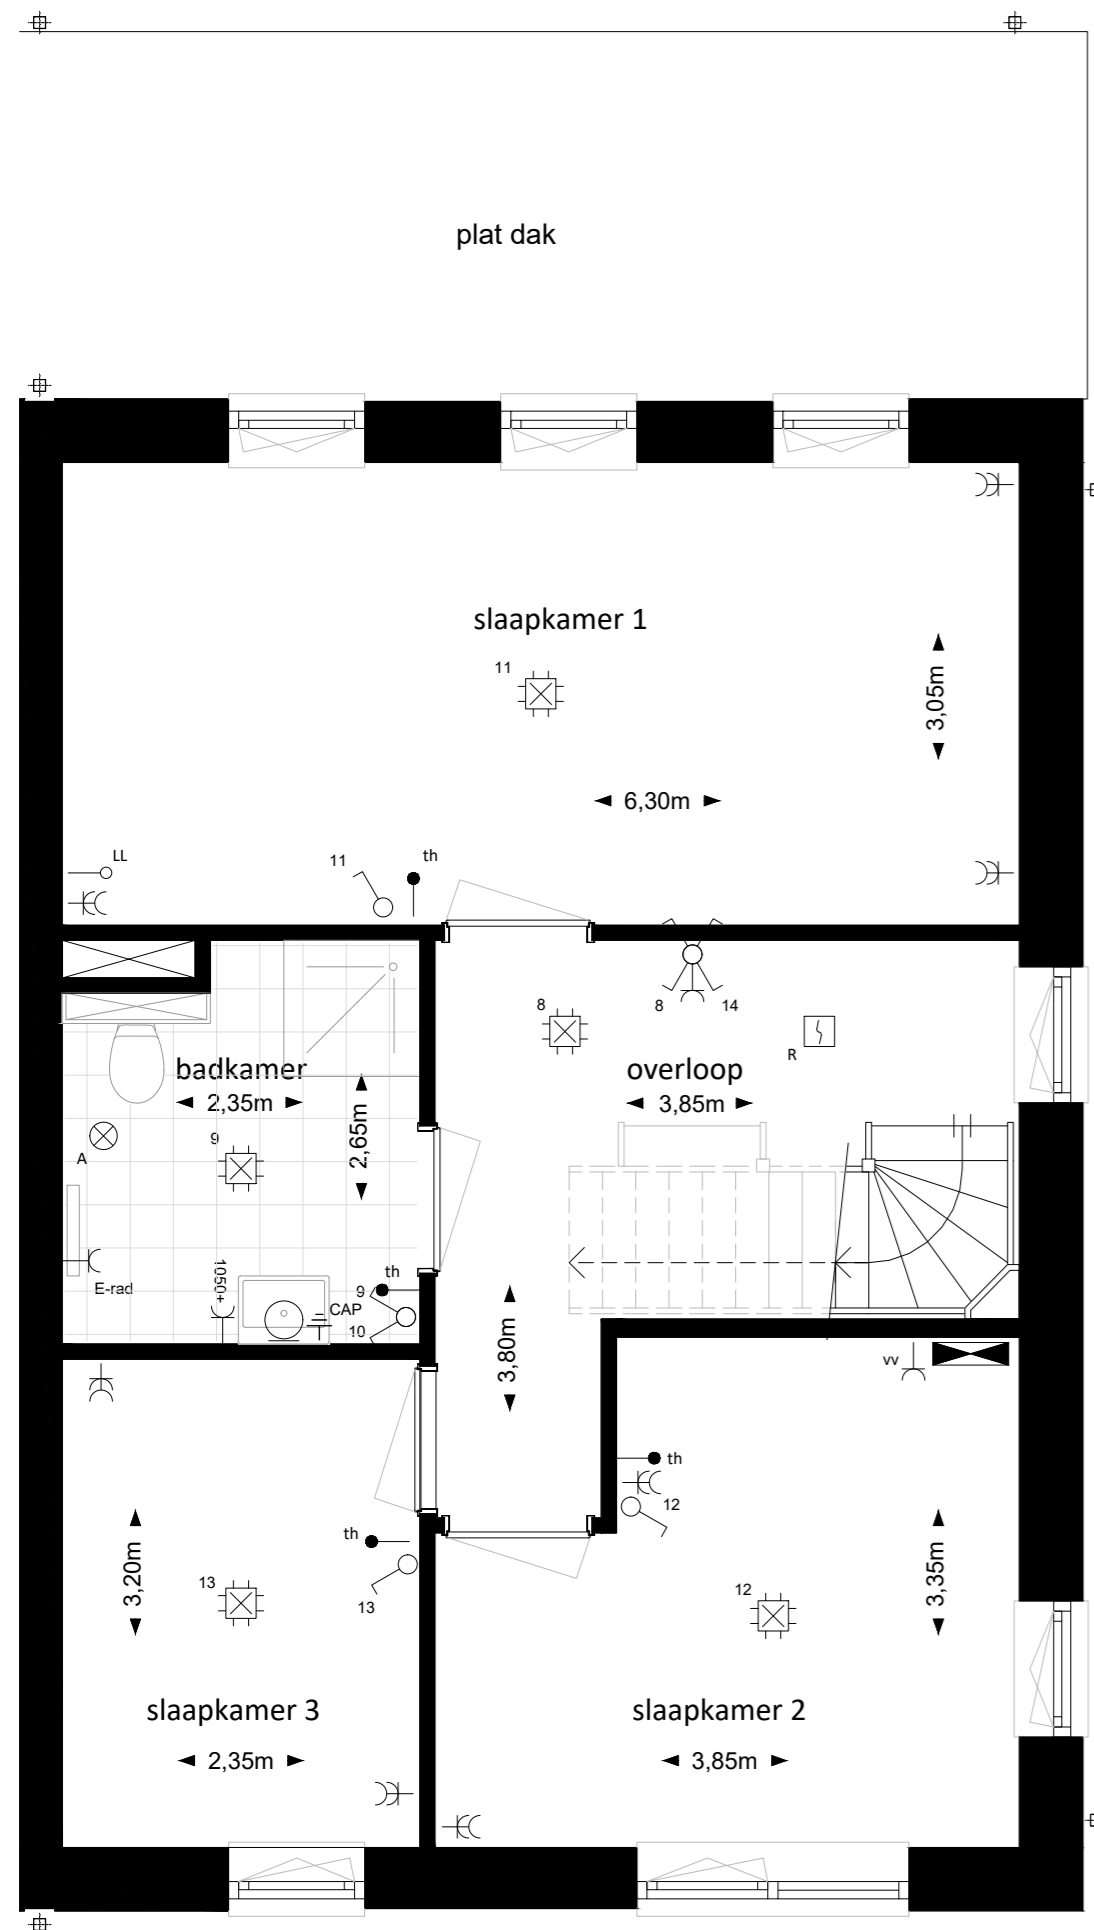 plat dak
slaapkamer 1
11
3,05m
6,30m
LL
11
th
8
8
14
R
badkamer
2,35m
overloop
3,85m
2,65m
A
9
E-rad
1050+
th
9
CAP
10
3,80m
vv
th
12
th
13
13
3,20m
12
3,35m
slaapkamer 3
2,35m
slaapkamer 2
3,85m